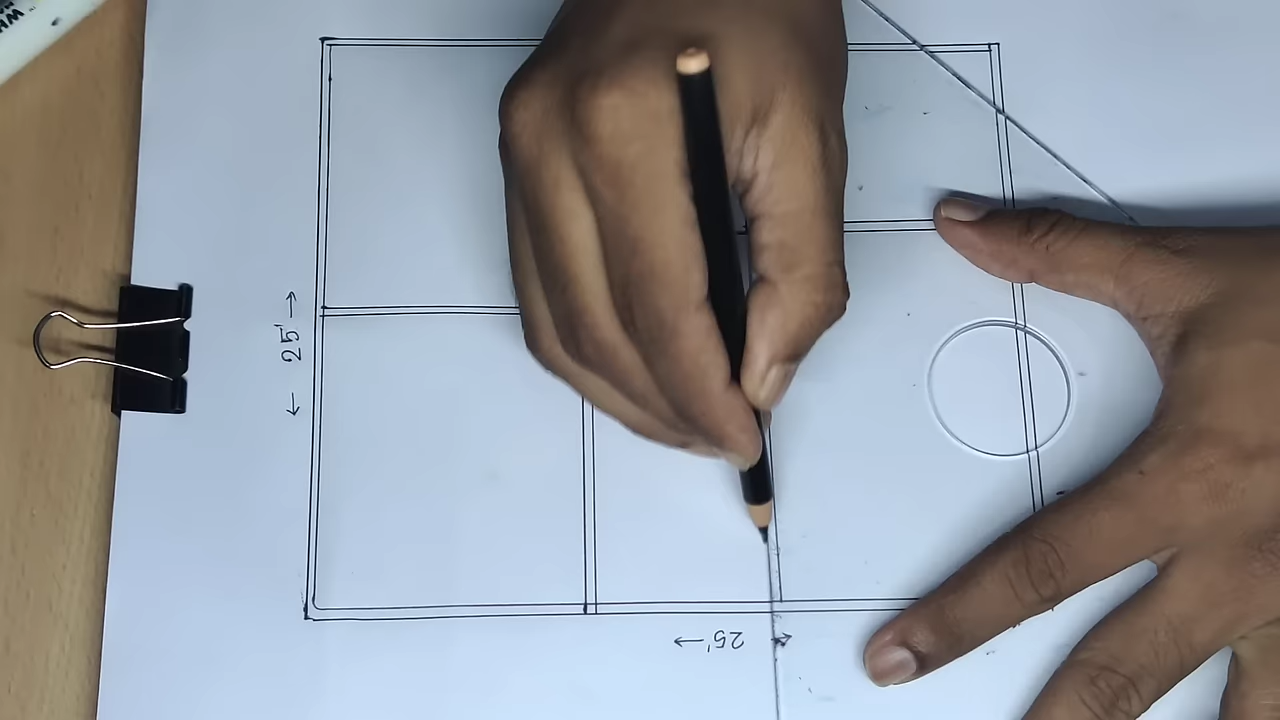 ← 25' →
← 25' →